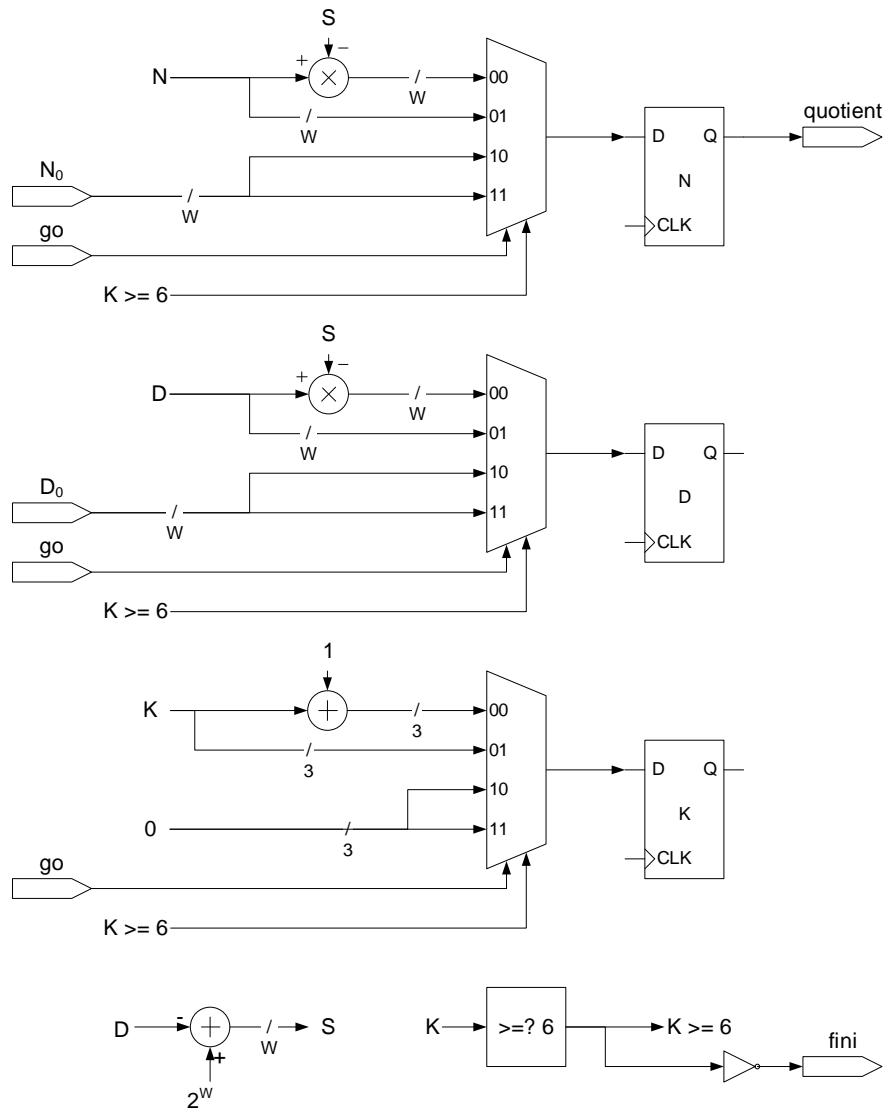 S
N + −
/ W 00
/ W 01
10
N₀ / W 11
D Q
N
CLK
quotient
go
K >= 6
S
D + −
/ W 00
/ W 01
10
D₀ / W 11
D Q
D
CLK
go
K >= 6
1
K +
/ 3 00
/ 3 01
10
0 / 3 11
D Q
K
CLK
go
K >= 6
D - + / W S
+
2ᵂ
K >=? 6 K >= 6
fini